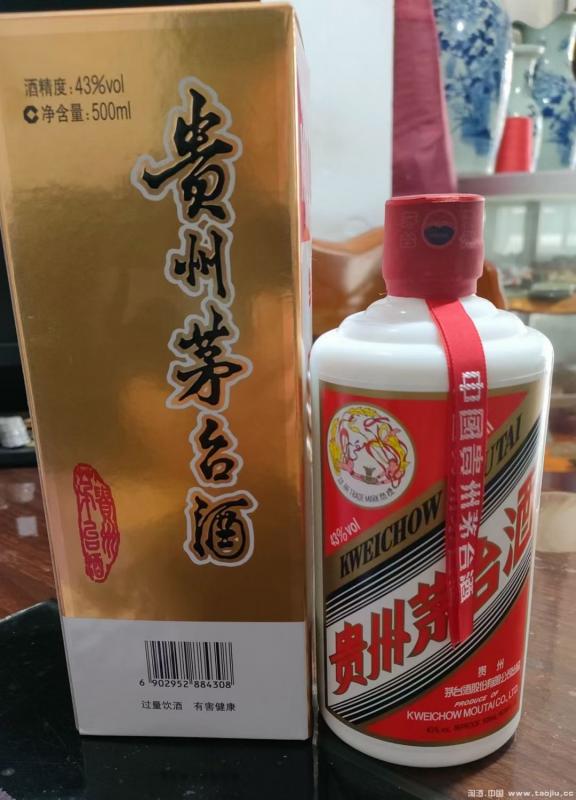 酒精度:43%vol
净含量:500ml
贵州茅台酒
贵州
茅台酒
6 902952 884308
过量饮酒 有害健康
中國贵州茅台酒
TRADE MARK
43%vol
KWEICHOW MOUTAI
贵州茅台酒
贵州
茅台酒股份有限公司出品
PRODUCE OF
KWEICHOW MOUTAI CO., LTD.
淘酒.中国 www.taojiu.cc